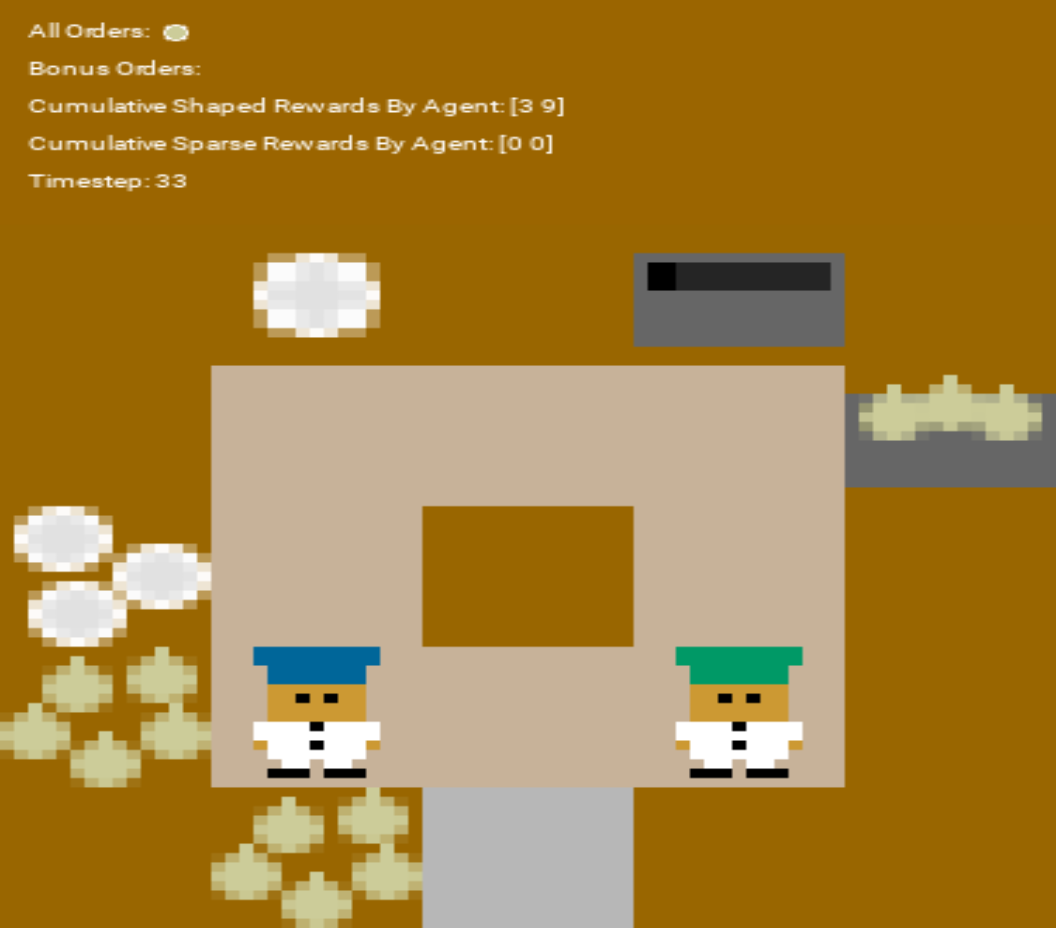 All Orders:
Bonus Orders:
Cumulative Shaped Rewards By Agent: [3 9]
Cumulative Sparse Rewards By Agent: [0 0]
Timestep: 33